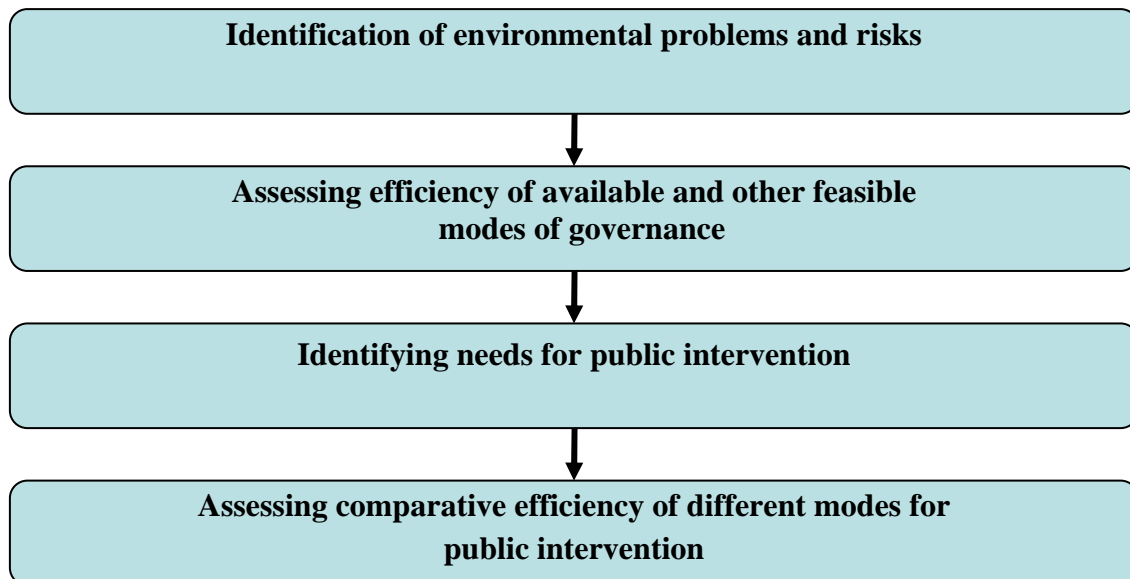 Identification of environmental problems and risks
Assessing efficiency of available and other feasible
modes of governance
Identifying needs for public intervention
Assessing comparative efficiency of different modes for
public intervention